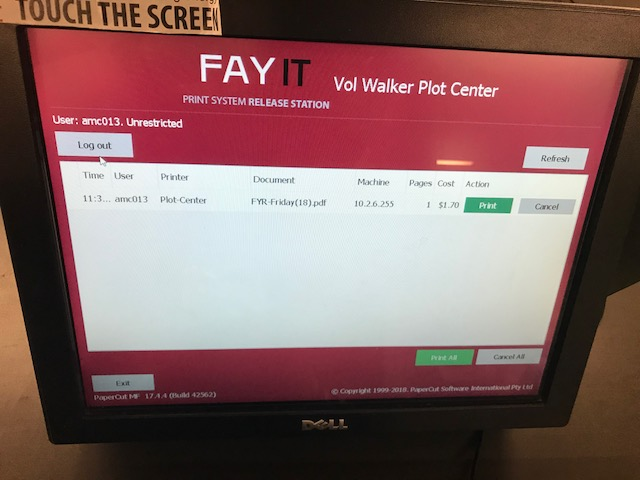 TOUCH THE SCREEN
FAY IT Vol Walker Plot Center
PRINT SYSTEM RELEASE STATION
User: amc013. Unrestricted
Log out
Refresh
Time User Printer Document Machine Pages Cost Action
11:3... amc013 Plot-Center FYR-Friday(18).pdf 10.2.6.255 1 $1.70 Print Cancel
Print All Cancel All
Exit
PaperCut MF 17.4.4 (Build 42562)
© Copyright 1999-2018. PaperCut Software International Pty Ltd
DELL